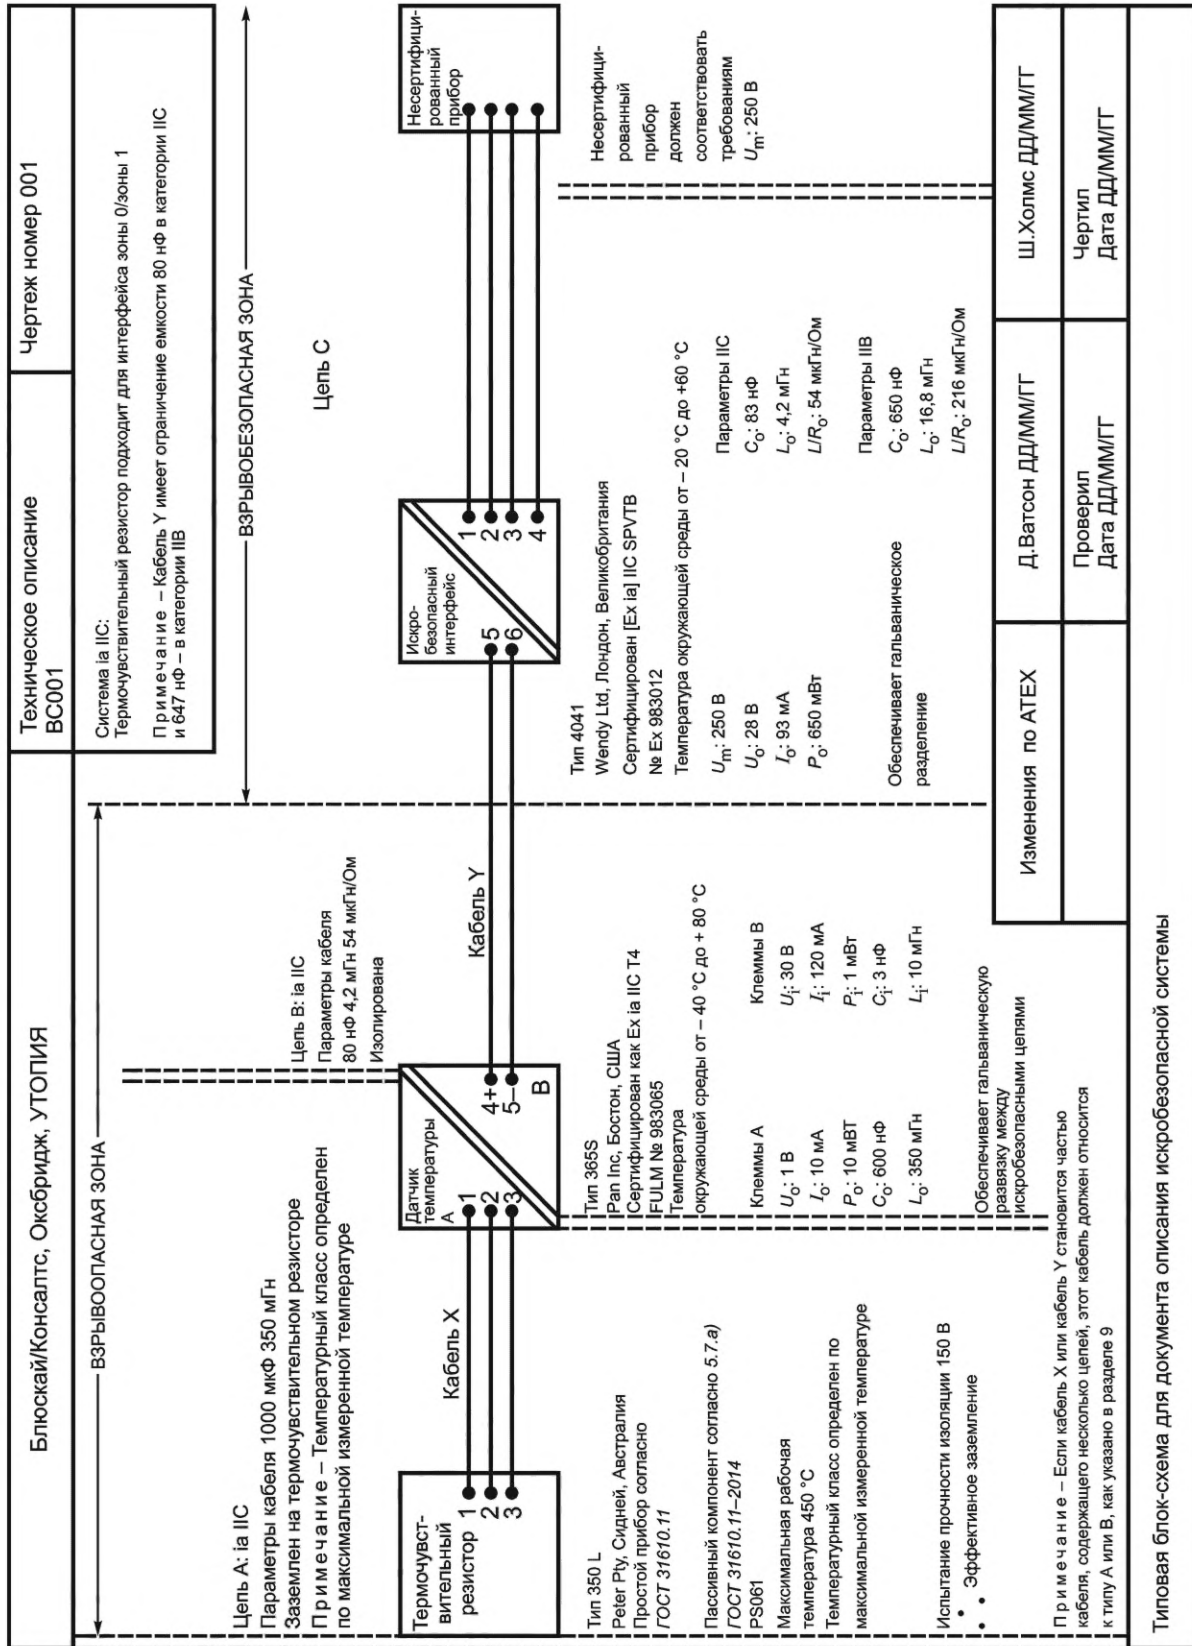 Блюскай/Консалтс, Оксбридж, УТОПИЯ
Техническое описание
BC001
Чертеж номер 001
Система ia IIC:
Термочувствительный резистор подходит для интерфейса зоны 0/зоны 1
Примечание – Кабель Y имеет ограничение емкости 80 нФ в категории IIC
и 647 нФ – в категории IIB
ВЗРЫВООПАСНАЯ ЗОНА
ВЗРЫВОБЕЗОПАСНАЯ ЗОНА
Цепь A: ia IIC
Параметры кабеля 1000 мкФ 350 мГн
Заземлен на термочувствительном резисторе
Примечание – Температурный класс определен
по максимальной измеренной температуре
Цепь B: ia IIC
Параметры кабеля
80 нФ 4,2 мГн 54 мкГн/Ом
Изолирована
Цепь C
Термочувст-
вительный
резистор
1
2
3
Кабель X
Датчик
температуры
A
1
2
3
4+
5–
B
Кабель Y
Искро-
безопасный
интерфейс
5
6
1
2
3
4
Несертифици-
рованный
прибор
Тип 350 L
Peter Pty, Сидней, Австралия
Простой прибор согласно
ГОСТ 31610.11
Пассивный компонент согласно 5.7.a)
ГОСТ 31610.11–2014
PS061
Максимальная рабочая
температура 450 °C
Температурный класс определен по
максимальной измеренной температуре
Испытание прочности изоляции 150 В
• • Эффективное заземление
Тип 365S
Pan Inc, Бостон, США
Сертифицирован как Ex ia IIC T4
FULM № 983065
Температура
окружающей среды от – 40 °C до + 80 °C
Клеммы A
Uo: 1 В
Io: 10 мА
Po: 10 мВТ
Co: 600 нФ
Lo: 350 мГн
Клеммы B
Ui: 30 В
Ii: 120 мА
Pi: 1 мВт
Ci: 3 нФ
Li: 10 мГн
Обеспечивает гальваническую
развязку между
искробезопасными цепями
Тип 4041
Wendy Ltd, Лондон, Великобритания
Сертифицирован [Ex ia] IIC SPVTB
№ Ex 983012
Температура окружающей среды от – 20 °C до +60 °C
Um: 250 В
Uo: 28 В
Io: 93 мА
Po: 650 мВт
Обеспечивает гальваническое
разделение
Параметры IIC
Co: 83 нФ
Lo: 4,2 мГн
L/Ro: 54 мкГн/Ом
Параметры IIB
Co: 650 нФ
Lo: 16,8 мГн
L/Ro: 216 мкГн/Ом
Несертифици-
рованный
прибор
должен
соответствовать
требованиям
Um: 250 В
Примечание – Если кабель X или кабель Y становится частью
кабеля, содержащего несколько цепей, этот кабель должен относится
к типу A или B, как указано в разделе 9
Изменения по ATEX
Д.Ватсон ДД/ММ/ГГ
Ш.Холмс ДД/ММ/ГГ
Проверил
Дата ДД/ММ/ГГ
Чертил
Дата ДД/ММ/ГГ
Типовая блок-схема для документа описания искробезопасной системы